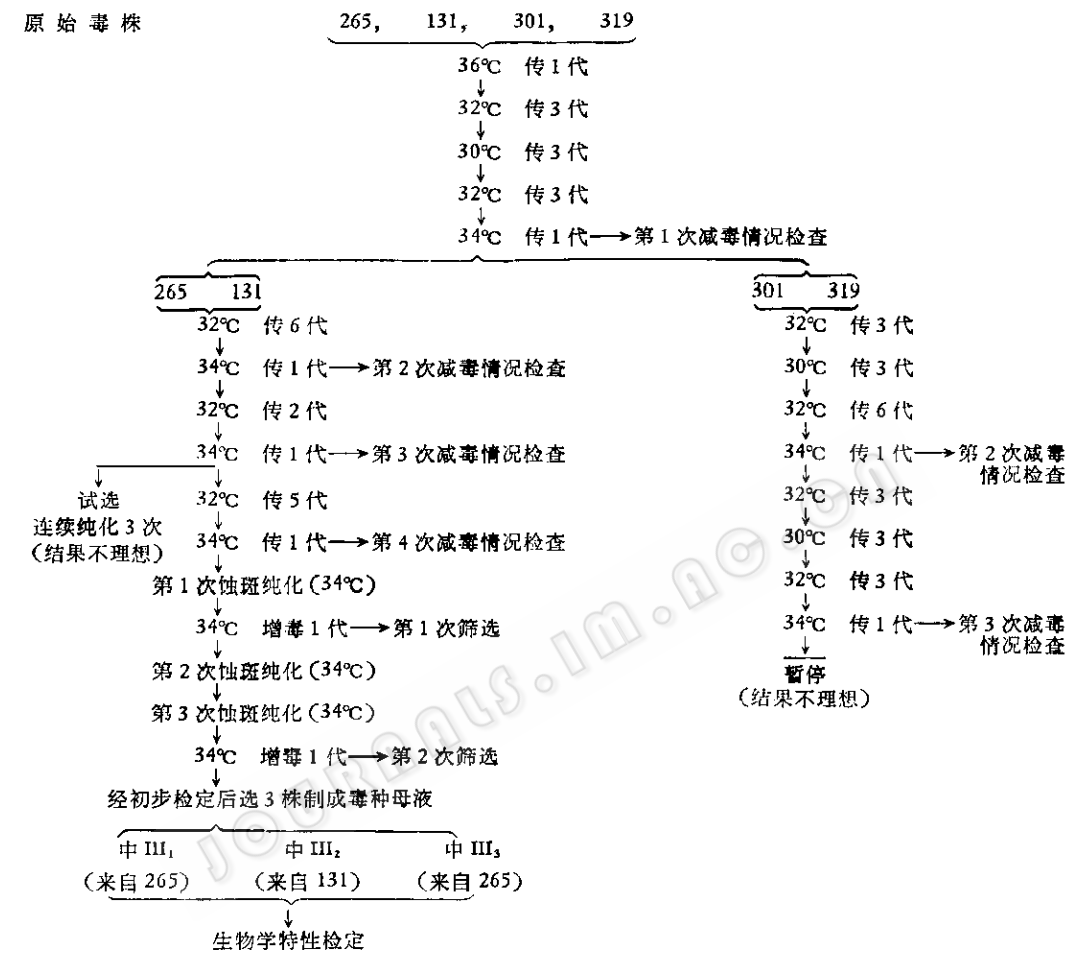 原始毒株 265, 131, 301, 319
36℃ 传1代
32℃ 传3代
30℃ 传3代
32℃ 传3代
34℃ 传1代→第1次减毒情况检查
265 131
32℃ 传6代
34℃ 传1代→第2次减毒情况检查
32℃ 传2代
34℃ 传1代→第3次减毒情况检查
试选
连续纯化3次
(结果不理想)
32℃ 传5代
34℃ 传1代→第4次减毒情况检查
第1次蚀斑纯化(34℃)
34℃ 增毒1代→第1次筛选
第2次蚀斑纯化(34℃)
第3次蚀斑纯化(34℃)
34℃ 增毒1代→第2次筛选
经初步检定后选3株制成毒种母液
中III₁ 中III₂ 中III₃
(来自265) (来自131) (来自265)
生物学特性检定
301 319
32℃ 传3代
30℃ 传3代
32℃ 传6代
34℃ 传1代→第2次减毒
情况检查
32℃ 传3代
30℃ 传3代
32℃ 传3代
34℃ 传1代→第3次减毒
情况检查
暂停
(结果不理想)
JOURNALS.IM.AC.CN